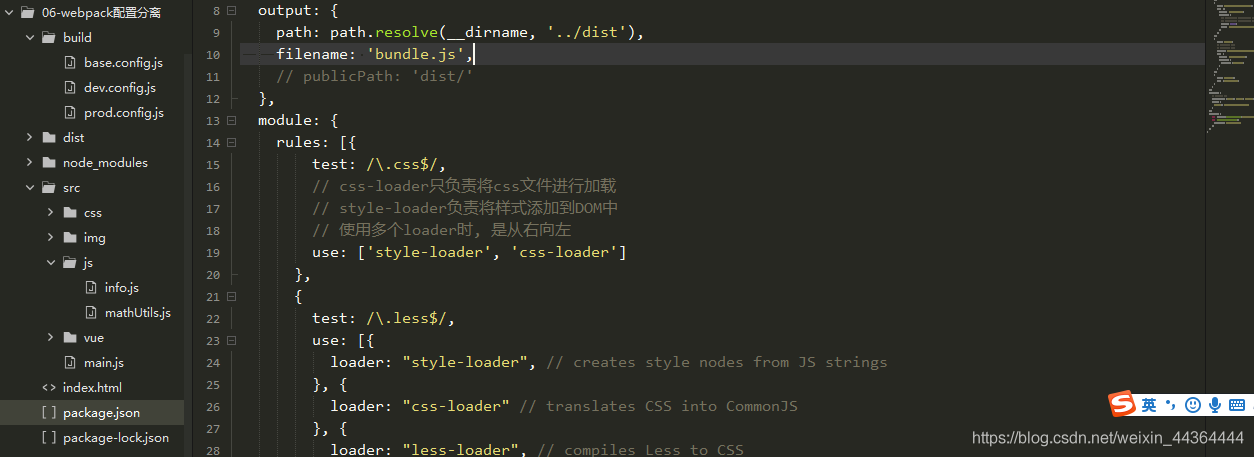 06-webpack配置分离
build
base.config.js
dev.config.js
prod.config.js
dist
node_modules
src
css
img
js
info.js
mathUtils.js
vue
main.js
<> index.html
[ ] package.json
[ ] package-lock.json
8 output: {
9 path: path.resolve(__dirname, '../dist'),
10 filename: 'bundle.js',
11 // publicPath: 'dist/'
12 },
13 module: {
14 rules: [{
15 test: /\.css$/,
16 // css-loader只负责将css文件进行加载
17 // style-loader负责将样式添加到DOM中
18 // 使用多个loader时, 是从右向左
19 use: ['style-loader', 'css-loader']
20 },
21 {
22 test: /\.less$/,
23 use: [{
24 loader: "style-loader", // creates style nodes from JS strings
25 }, {
26 loader: "css-loader" // translates CSS into CommonJS
27 }, {
28 loader: "less-loader", // compiles Less to CSS
S 英
https://blog.csdn.net/weixin_44364444